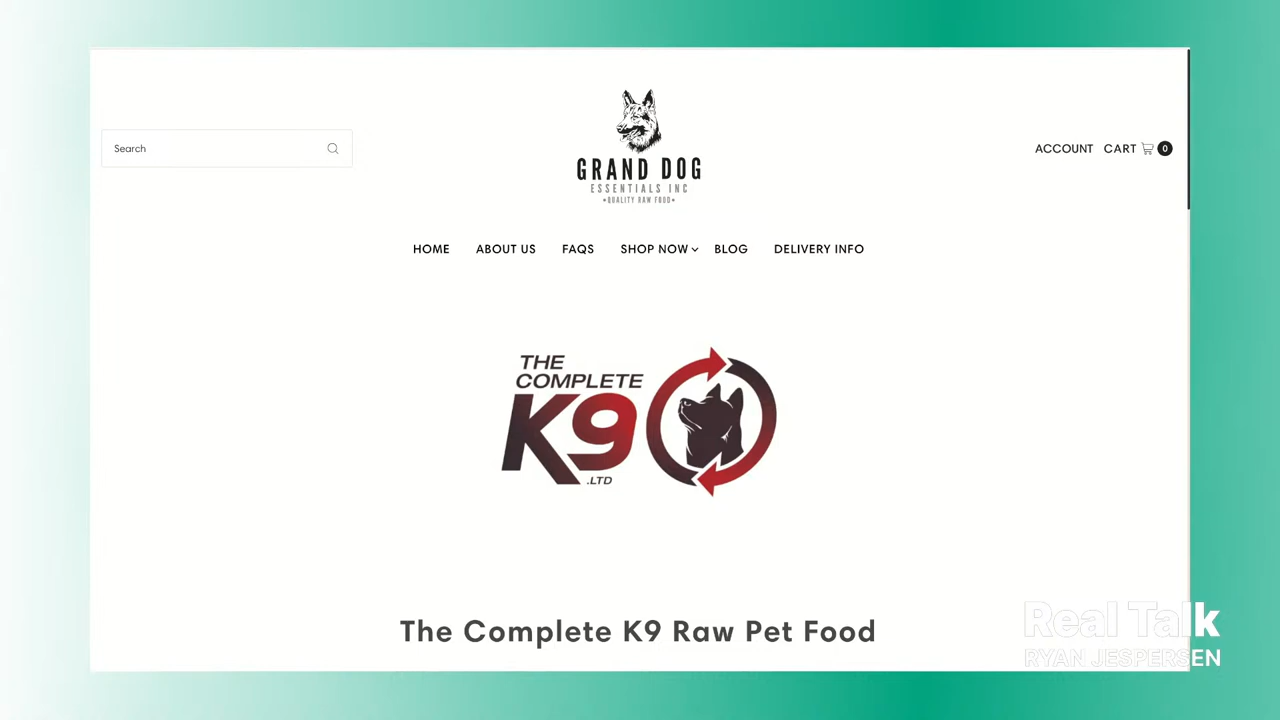 Search
GRAND DOG
ESSENTIALS INC
•QUALITY RAW FOOD•
ACCOUNT CART 0
HOME ABOUT US FAQS SHOP NOW BLOG DELIVERY INFO
THE
COMPLETE
K9
.LTD
The Complete K9 Raw Pet Food
Real Talk
RYAN JESPERSEN